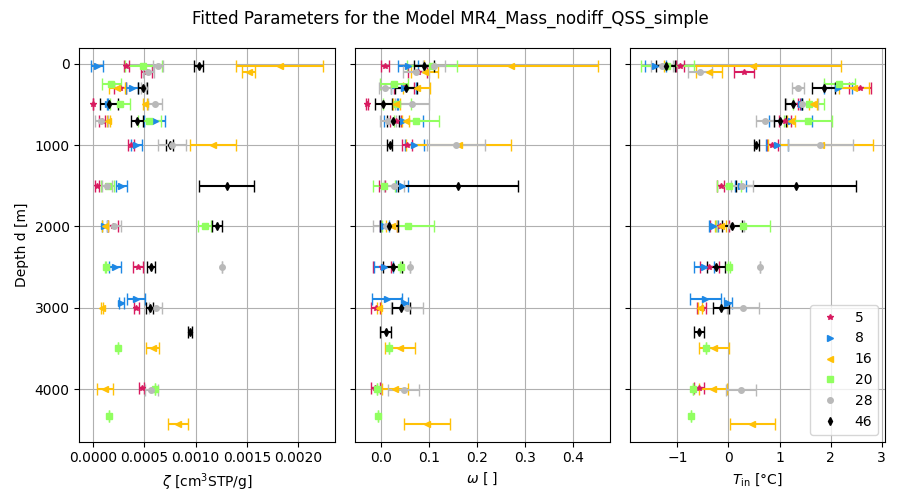 Fitted Parameters for the Model MR4_Mass_nodiff_QSS_simple
Depth d [m]
0
1000
2000
3000
4000
0.0000 0.0005 0.0010 0.0015 0.0020
ζ [cm³STP/g]
0.0 0.1 0.2 0.3 0.4
ω [ ]
−1 0 1 2 3
T_in [°C]
5
8
16
20
28
46